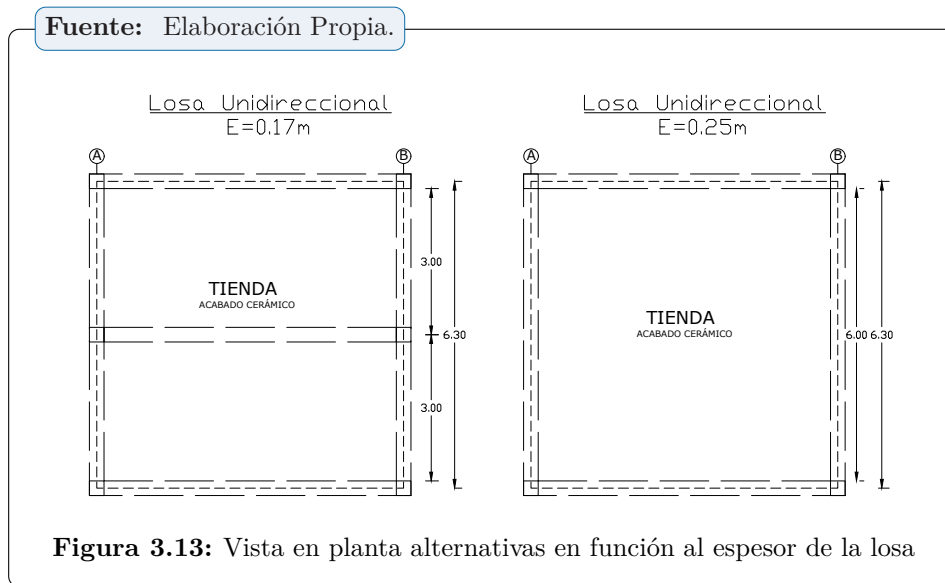 Fuente: Elaboración Propia.
Losa Unidireccional
E=0.17m
A
B
3.00
6.30
3.00
TIENDA
ACABADO CERÁMICO
Losa Unidireccional
E=0.25m
A
B
6.00
6.30
TIENDA
ACABADO CERÁMICO
Figura 3.13: Vista en planta alternativas en función al espesor de la losa